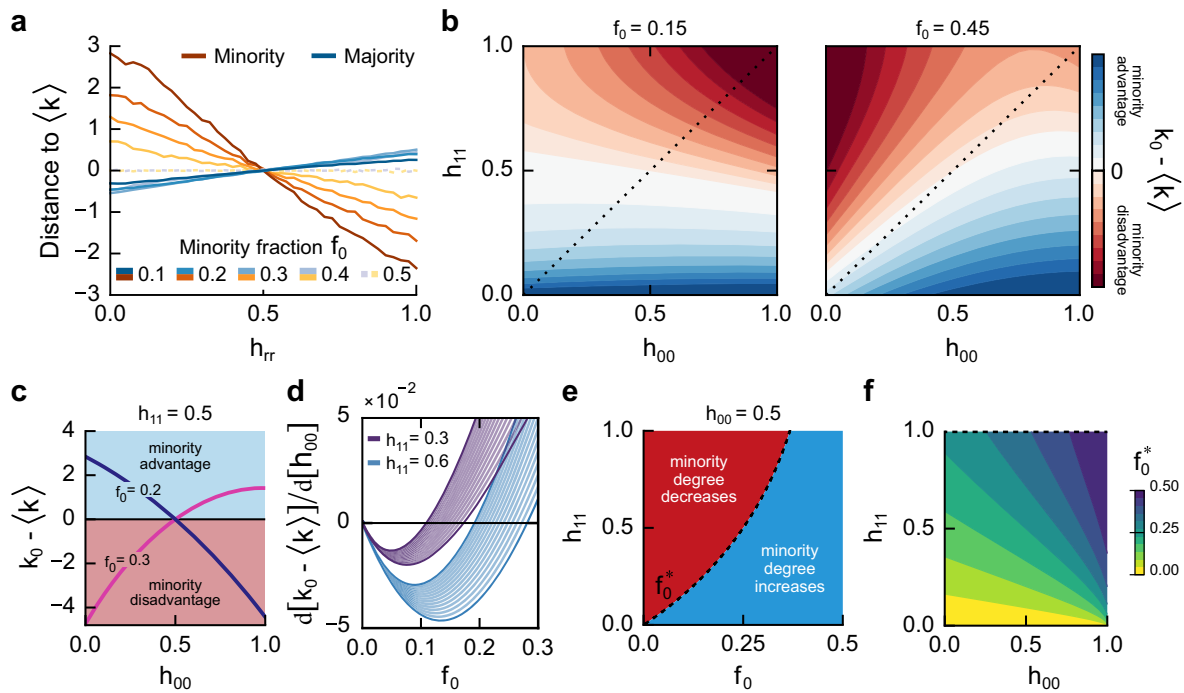 a
3
2
1
0
−1
−2
−3
Distance to ⟨k⟩
Minority
Majority
Minority fraction f₀
0.1
0.2
0.3
0.4
0.5
0.0
0.5
1.0
h_rr
b
f₀ = 0.15
1.0
0.5
0.0
h₁₁
0.0
0.5
1.0
h₀₀
f₀ = 0.45
0.0
0.5
1.0
h₀₀
minority
advantage
0
minority
disadvantage
k₀ - ⟨k⟩
c
h₁₁ = 0.5
4
2
0
−2
−4
k₀ - ⟨k⟩
minority
advantage
f₀= 0.2
f₀= 0.3
minority
disadvantage
0.0
0.5
1.0
h₀₀
d
×10⁻²
5
0
−5
d[k₀ - ⟨k⟩]/d[h₀₀]
h₁₁ = 0.3
h₁₁ = 0.6
0.0
0.1
0.2
0.3
f₀
e
h₀₀ = 0.5
1.0
0.5
0.0
h₁₁
minority
degree
decreases
minority
degree
increases
f₀*
0.0
0.25
0.5
f₀
f
1.0
0.5
0.0
h₁₁
0.0
0.5
1.0
h₀₀
f₀*
0.50
0.25
0.00